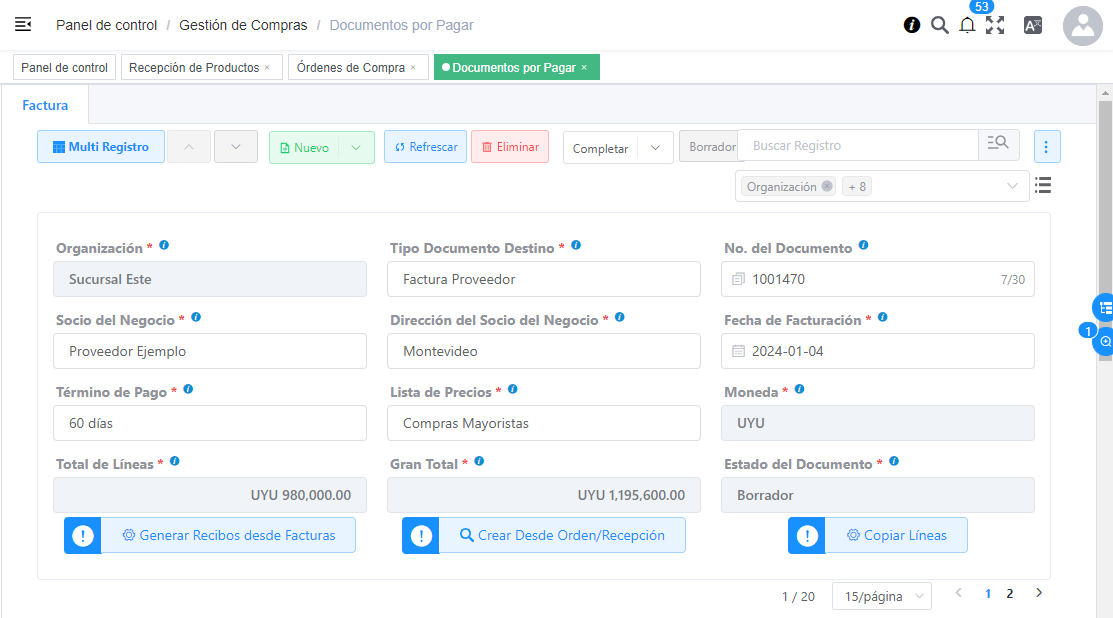 Panel de control / Gestión de Compras / Documentos por Pagar
53
Panel de control Recepción de Productos × Órdenes de Compra × Documentos por Pagar ×
Factura
Multi Registro Nuevo Refrescar Eliminar Completar Borrador Buscar Registro
Organización + 8
Organización * Tipo Documento Destino * No. del Documento
Sucursal Este Factura Proveedor 1001470 7/30
Socio del Negocio * Dirección del Socio del Negocio * Fecha de Facturación *
Proveedor Ejemplo Montevideo 2024-01-04
1
Término de Pago * Lista de Precios * Moneda *
60 días Compras Mayoristas UYU
Total de Líneas * Gran Total * Estado del Documento *
UYU 980,000.00 UYU 1,195,600.00 Borrador
! Generar Recibos desde Facturas ! Crear Desde Orden/Recepción ! Copiar Líneas
1 / 20 15/página 1 2